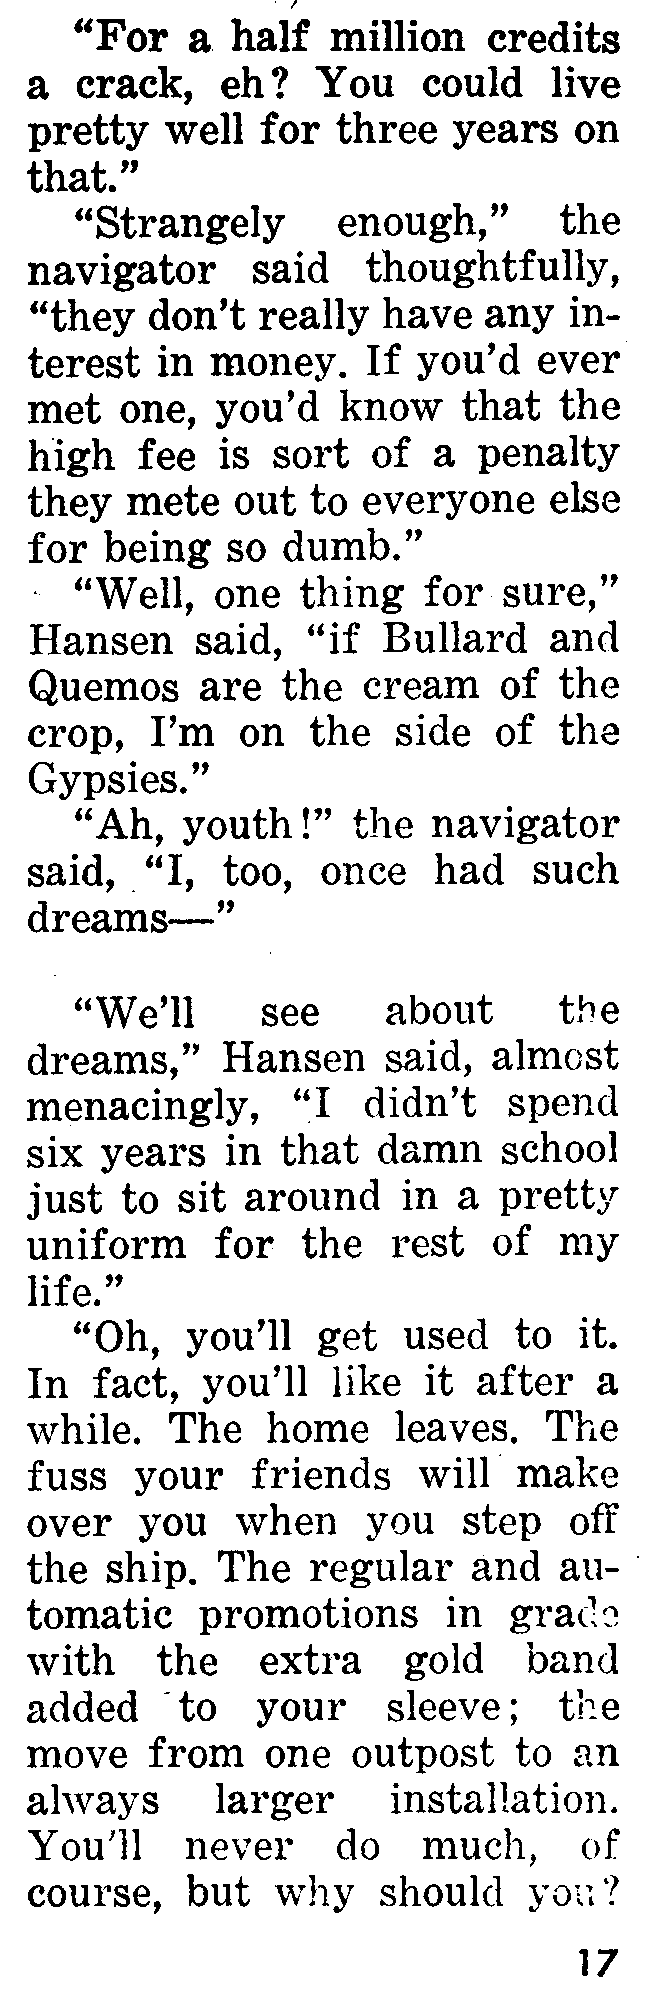 “For a half million credits
a crack, eh? You could live
pretty well for three years on
that.”
“Strangely enough,” the
navigator said thoughtfully,
“they don’t really have any in-
terest in money. If you’d ever
met one, you’d know that the
high fee is sort of a penalty
they mete out to everyone else
for being so dumb.”
“Well, one thing for sure,”
Hansen said, “if Bullard and
Quemos are the cream of the
crop, I’m on the side of the
Gypsies.”
“Ah, youth!” the navigator
said, “I, too, once had such
dreams—”
“We’ll see about the
dreams,” Hansen said, almost
menacingly, “I didn’t spend
six years in that damn school
just to sit around in a pretty
uniform for the rest of my
life.”
“Oh, you’ll get used to it.
In fact, you’ll like it after a
while. The home leaves. The
fuss your friends will make
over you when you step off
the ship. The regular and au-
tomatic promotions in grade
with the extra gold band
added to your sleeve; the
move from one outpost to an
always larger installation.
You’ll never do much, of
course, but why should you?
17